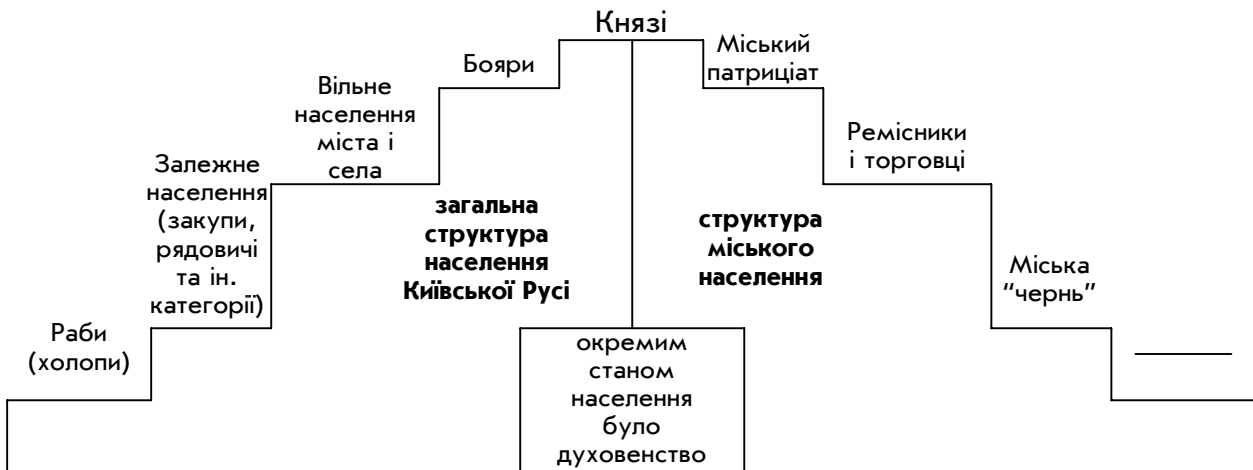 Князі
Бояри
Вільне
населення
міста і
села
Залежне
населення
(закупи,
рядовичі
та ін.
категорії)
Раби
(холопи)
загальна
структура
населення
Київської Русі
Міський
патриціат
Ремісники
і торговці
структура
міського
населення
Міська
“чернь”
окремим
станом
населення
було
духовенство